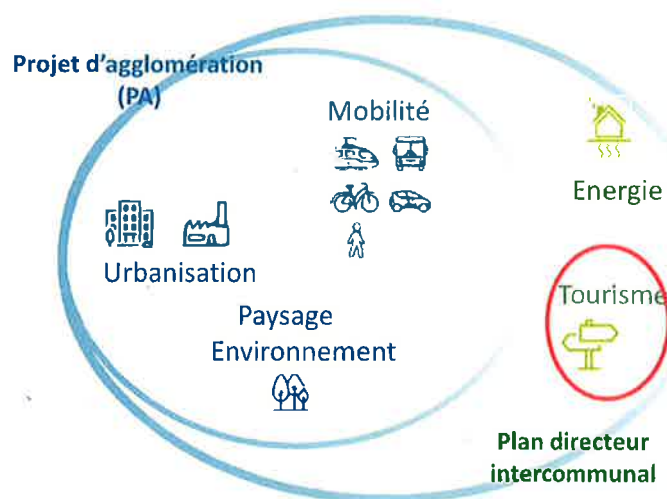 Projet d'agglomération
(PA)
Mobilité
Energie
Urbanisation
Tourisme
Paysage
Environnement
Plan directeur
intercommunal